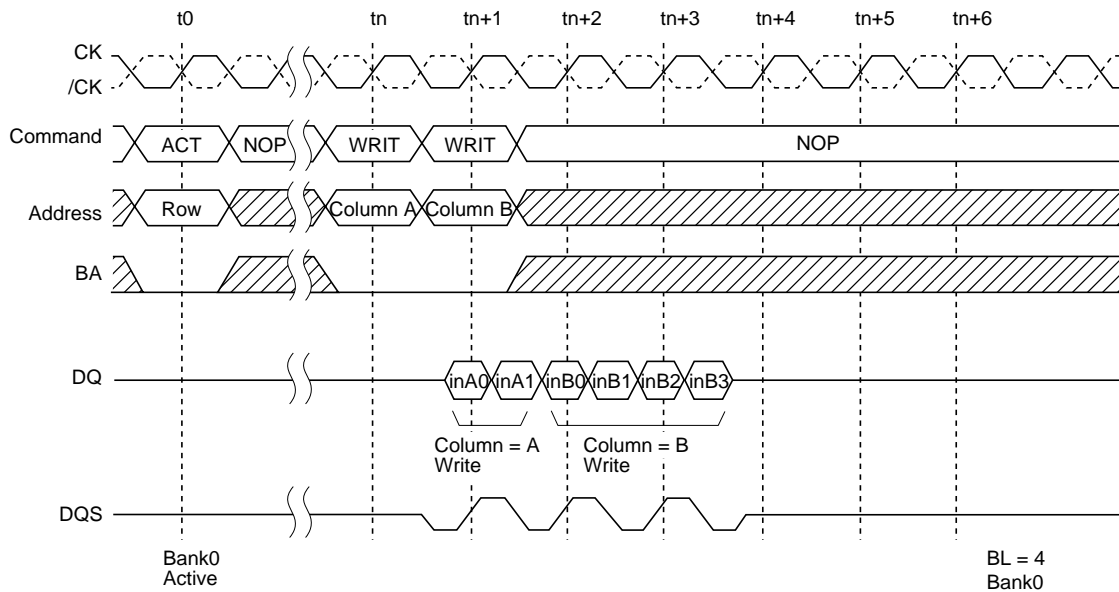 t0 tn tn+1 tn+2 tn+3 tn+4 tn+5 tn+6
CK
/CK
Command ACT NOP WRIT WRIT NOP
Address Row Column A Column B
BA
DQ inA0 inA1 inB0 inB1 inB2 inB3
Column = A Column = B
Write Write
DQS
Bank0 BL = 4
Active Bank0